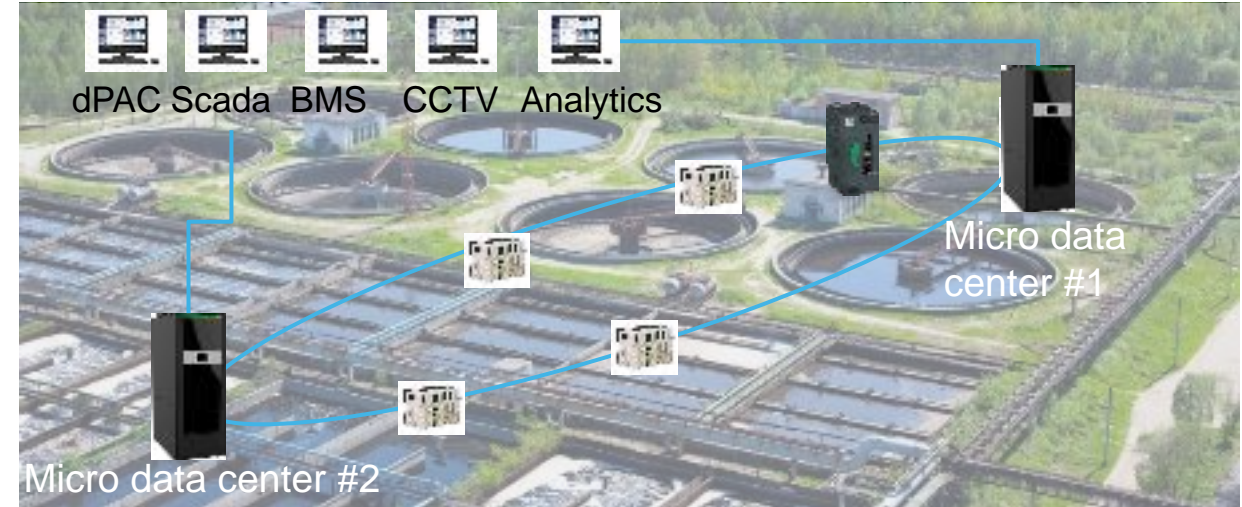 dPAC Scada BMS CCTV Analytics
Micro data
center #1
Micro data center #2